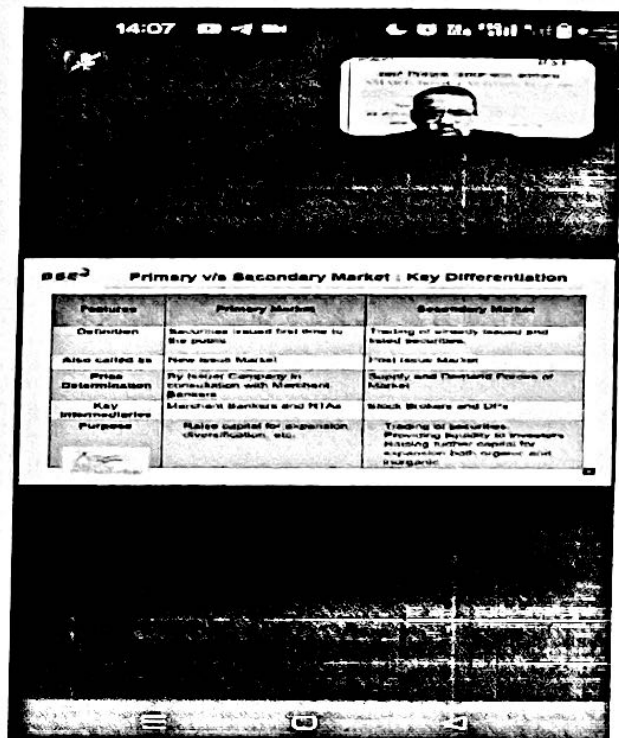 14:07
BSE
Primary v/s Secondary Market : Key Differentiation
Features Primary Market Secondary Market
Definition Securities issued first time to the public Trading of already issued and listed securities.
Also called as New Issue Market Post Issue Market
Price Determination By Issuer Company in consultation with Merchant Bankers Supply and Demand Forces of Market
Key Intermediaries Merchant Bankers and RTAs Stock Brokers and DPs
Purpose Raise capital for expansion, diversification, etc. Trading of securities
Providing liquidity to investors
Raising further capital for
expansion both organic and
inorganic